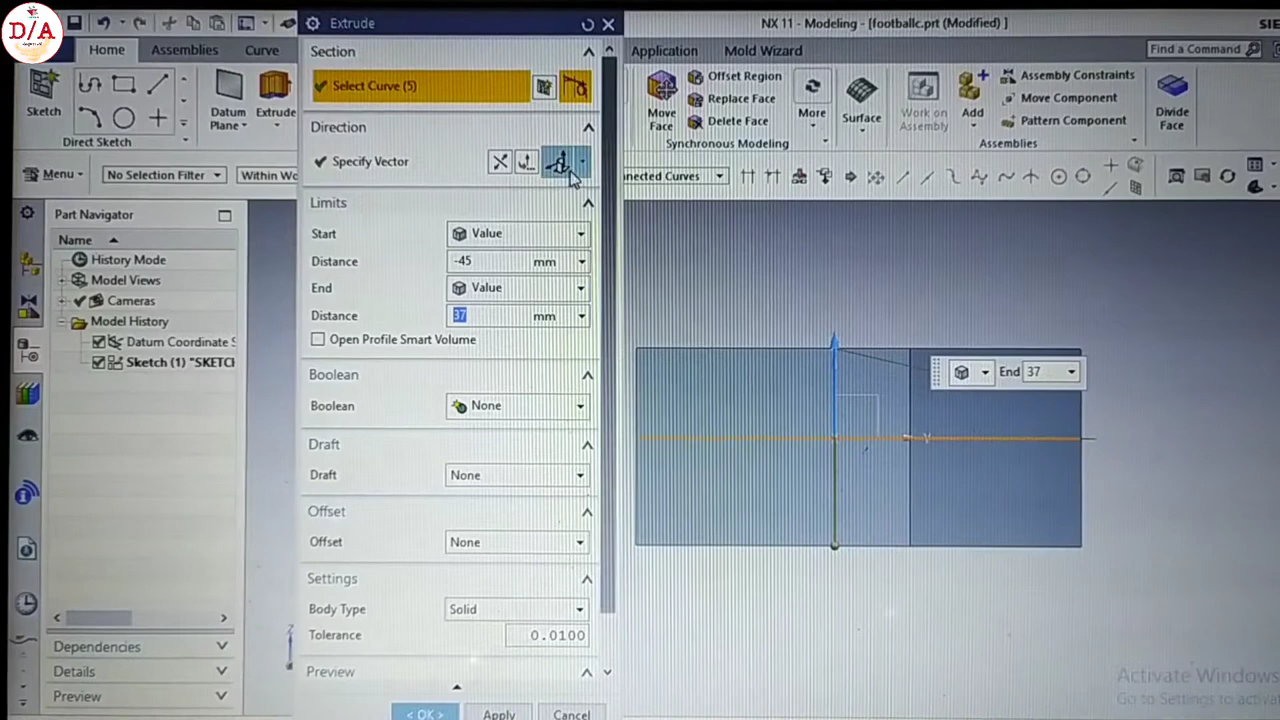 D/A
Extrude
NX 11 - Modeling - [footballc.prt (Modified) ]
SIE
Home
Assemblies
Curve
Application
Mold Wizard
Find a Command
Sketch
Datum
Plane
Extrude
Direct Sketch
Section
Select Curve (5)
Direction
Specify Vector
Move
Face
Offset Region
Replace Face
Delete Face
More
Synchronous Modeling
Surface
Work on
Assembly
Add
Assembly Constraints
Move Component
Pattern Component
Assemblies
Divide
Face
Menu
No Selection Filter
Within Wo
nnected Curves
Part Navigator
Name
History Mode
Model Views
Cameras
Model History
Datum Coordinate S
Sketch (1) "SKETCH
Limits
Start
Value
Distance
-45
mm
End
Value
Distance
37
mm
Open Profile Smart Volume
Boolean
Boolean
None
Draft
Draft
None
Offset
Offset
None
Settings
Body Type
Solid
Tolerance
0.0100
Preview
< OK >
Apply
Cancel
Dependencies
Details
Preview
End 37
Y
Z
Activate Windows
Go to Settings to activa